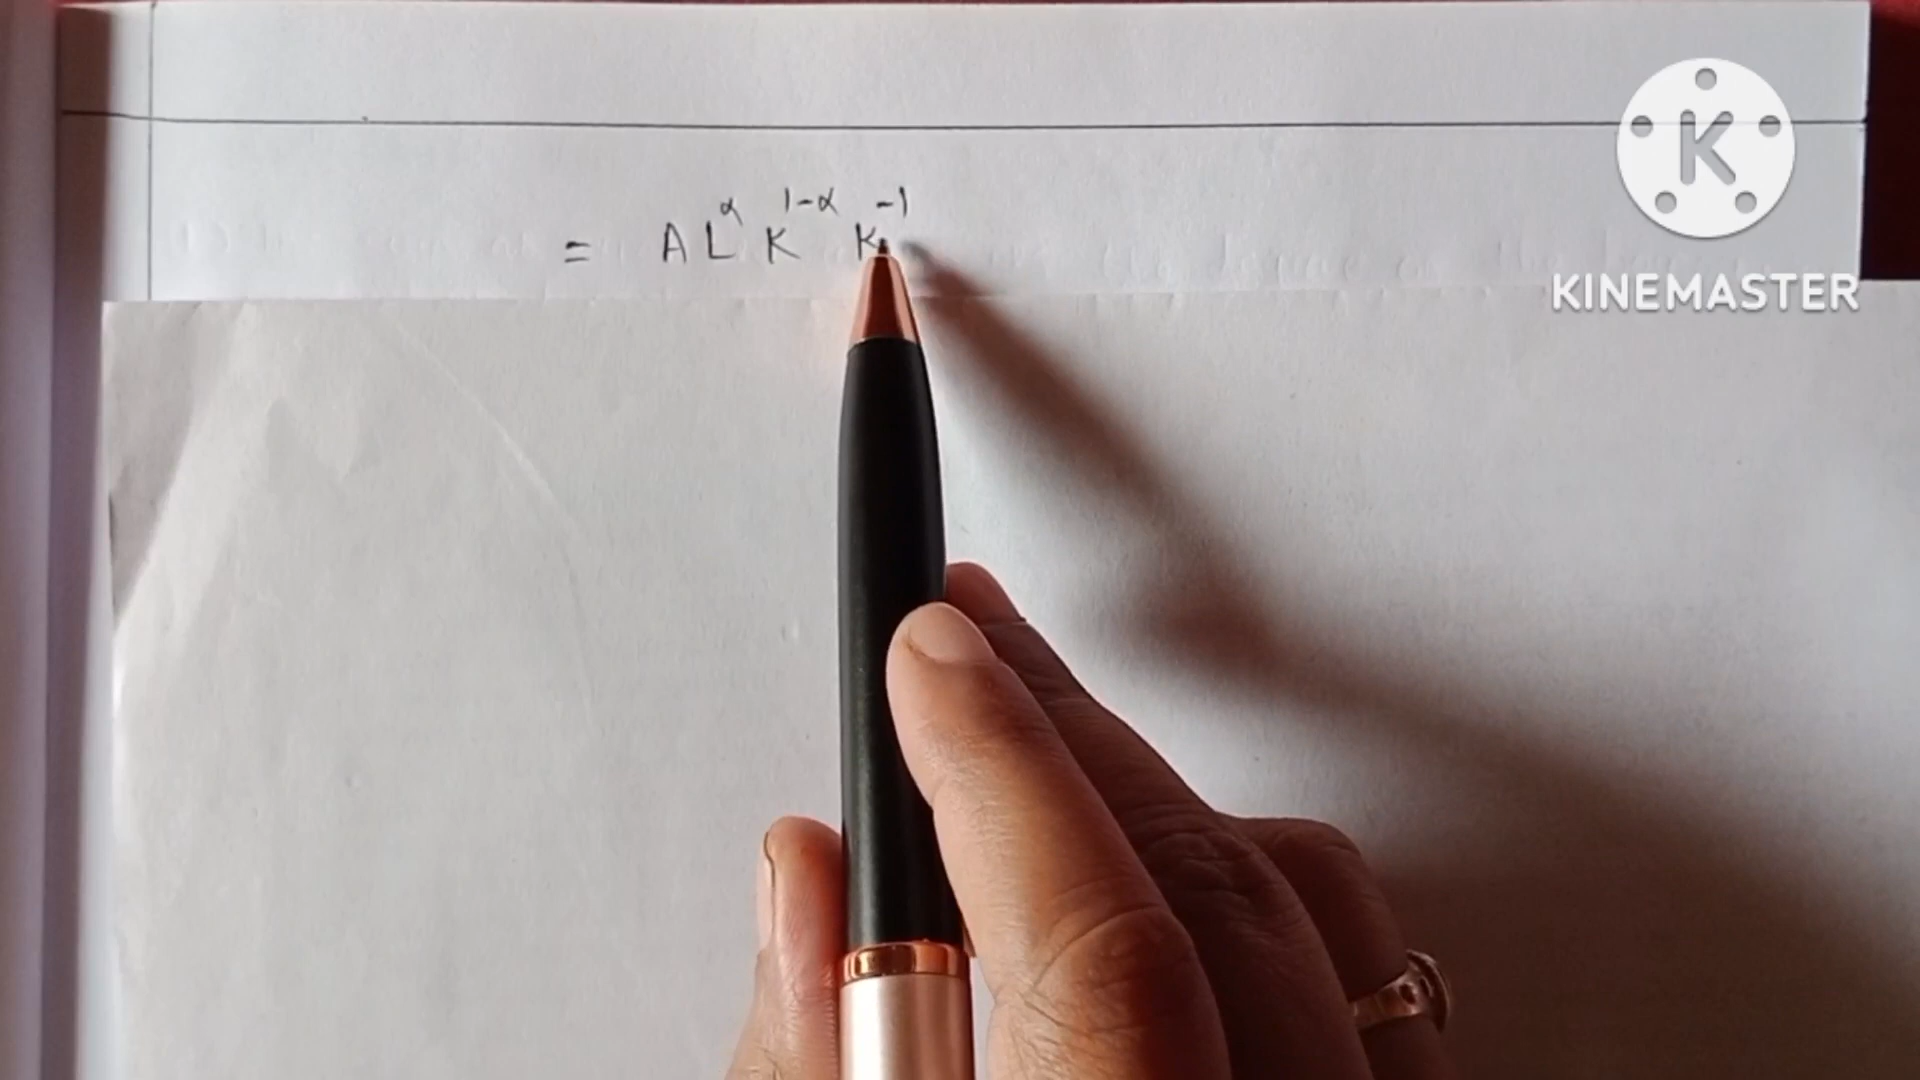 = A L^α K^{1-α} K^{-1}
K
KINEMASTER